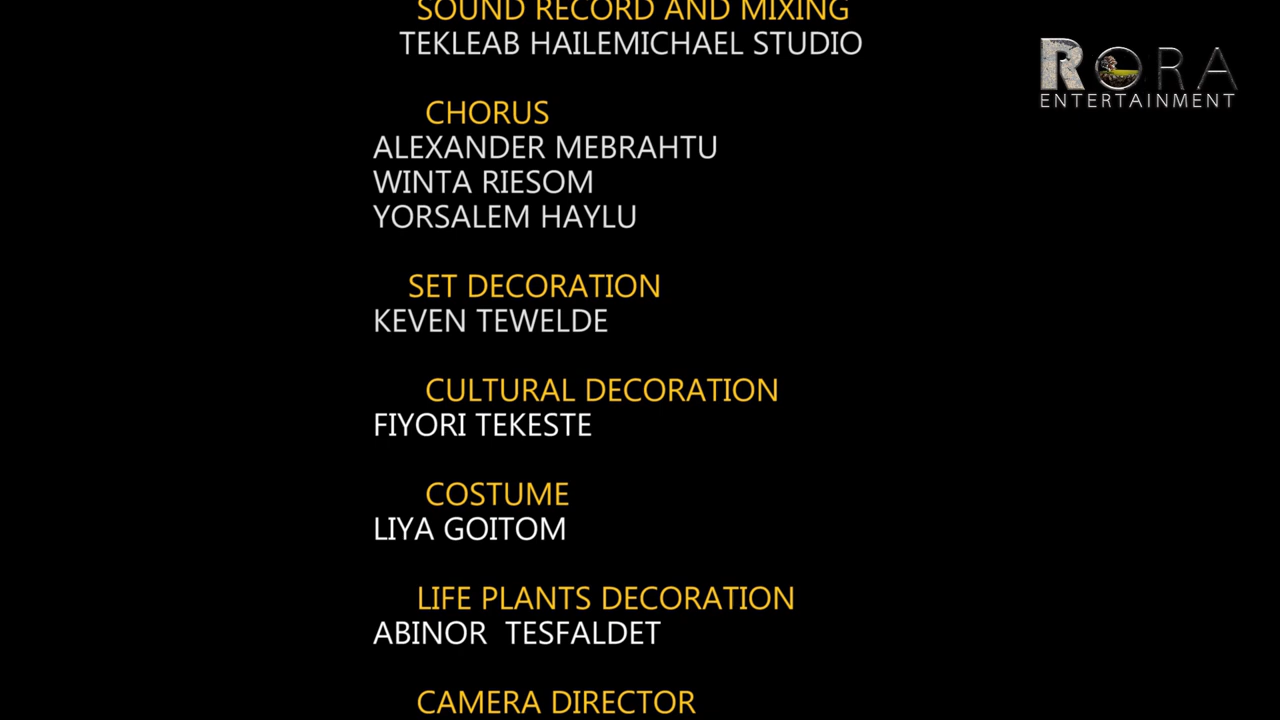 SOUND RECORD AND MIXING
TEKLEAB HAILEMICHAEL STUDIO
RORA
ENTERTAINMENT
CHORUS
ALEXANDER MEBRAHTU
WINTA RIESOM
YORSALEM HAYLU
SET DECORATION
KEVEN TEWELDE
CULTURAL DECORATION
FIYORI TEKESTE
COSTUME
LIYA GOITOM
LIFE PLANTS DECORATION
ABINOR TESFALDET
CAMERA DIRECTOR